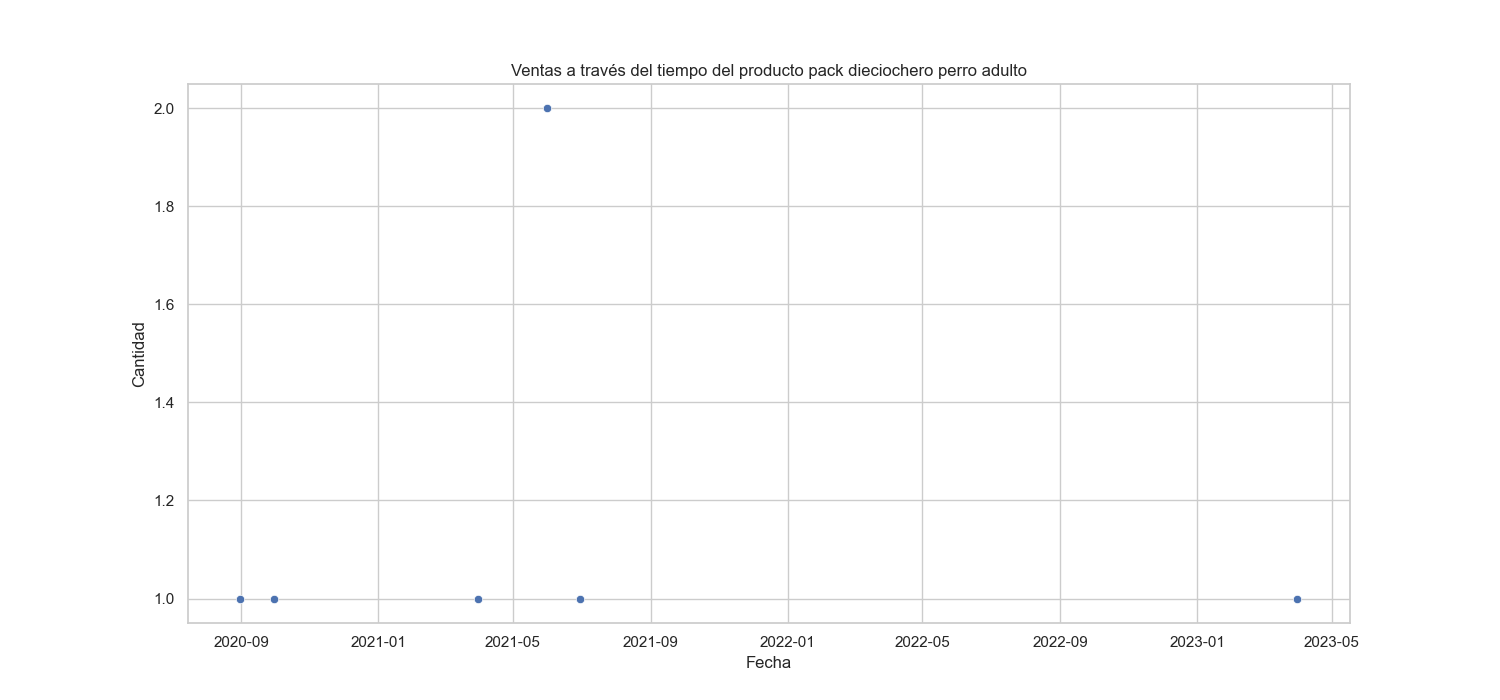 Ventas a través del tiempo del producto pack dieciochero perro adulto
2.0
1.8
1.6
1.4
1.2
1.0
Cantidad
2020-09 2021-01 2021-05 2021-09 2022-01 2022-05 2022-09 2023-01 2023-05
Fecha